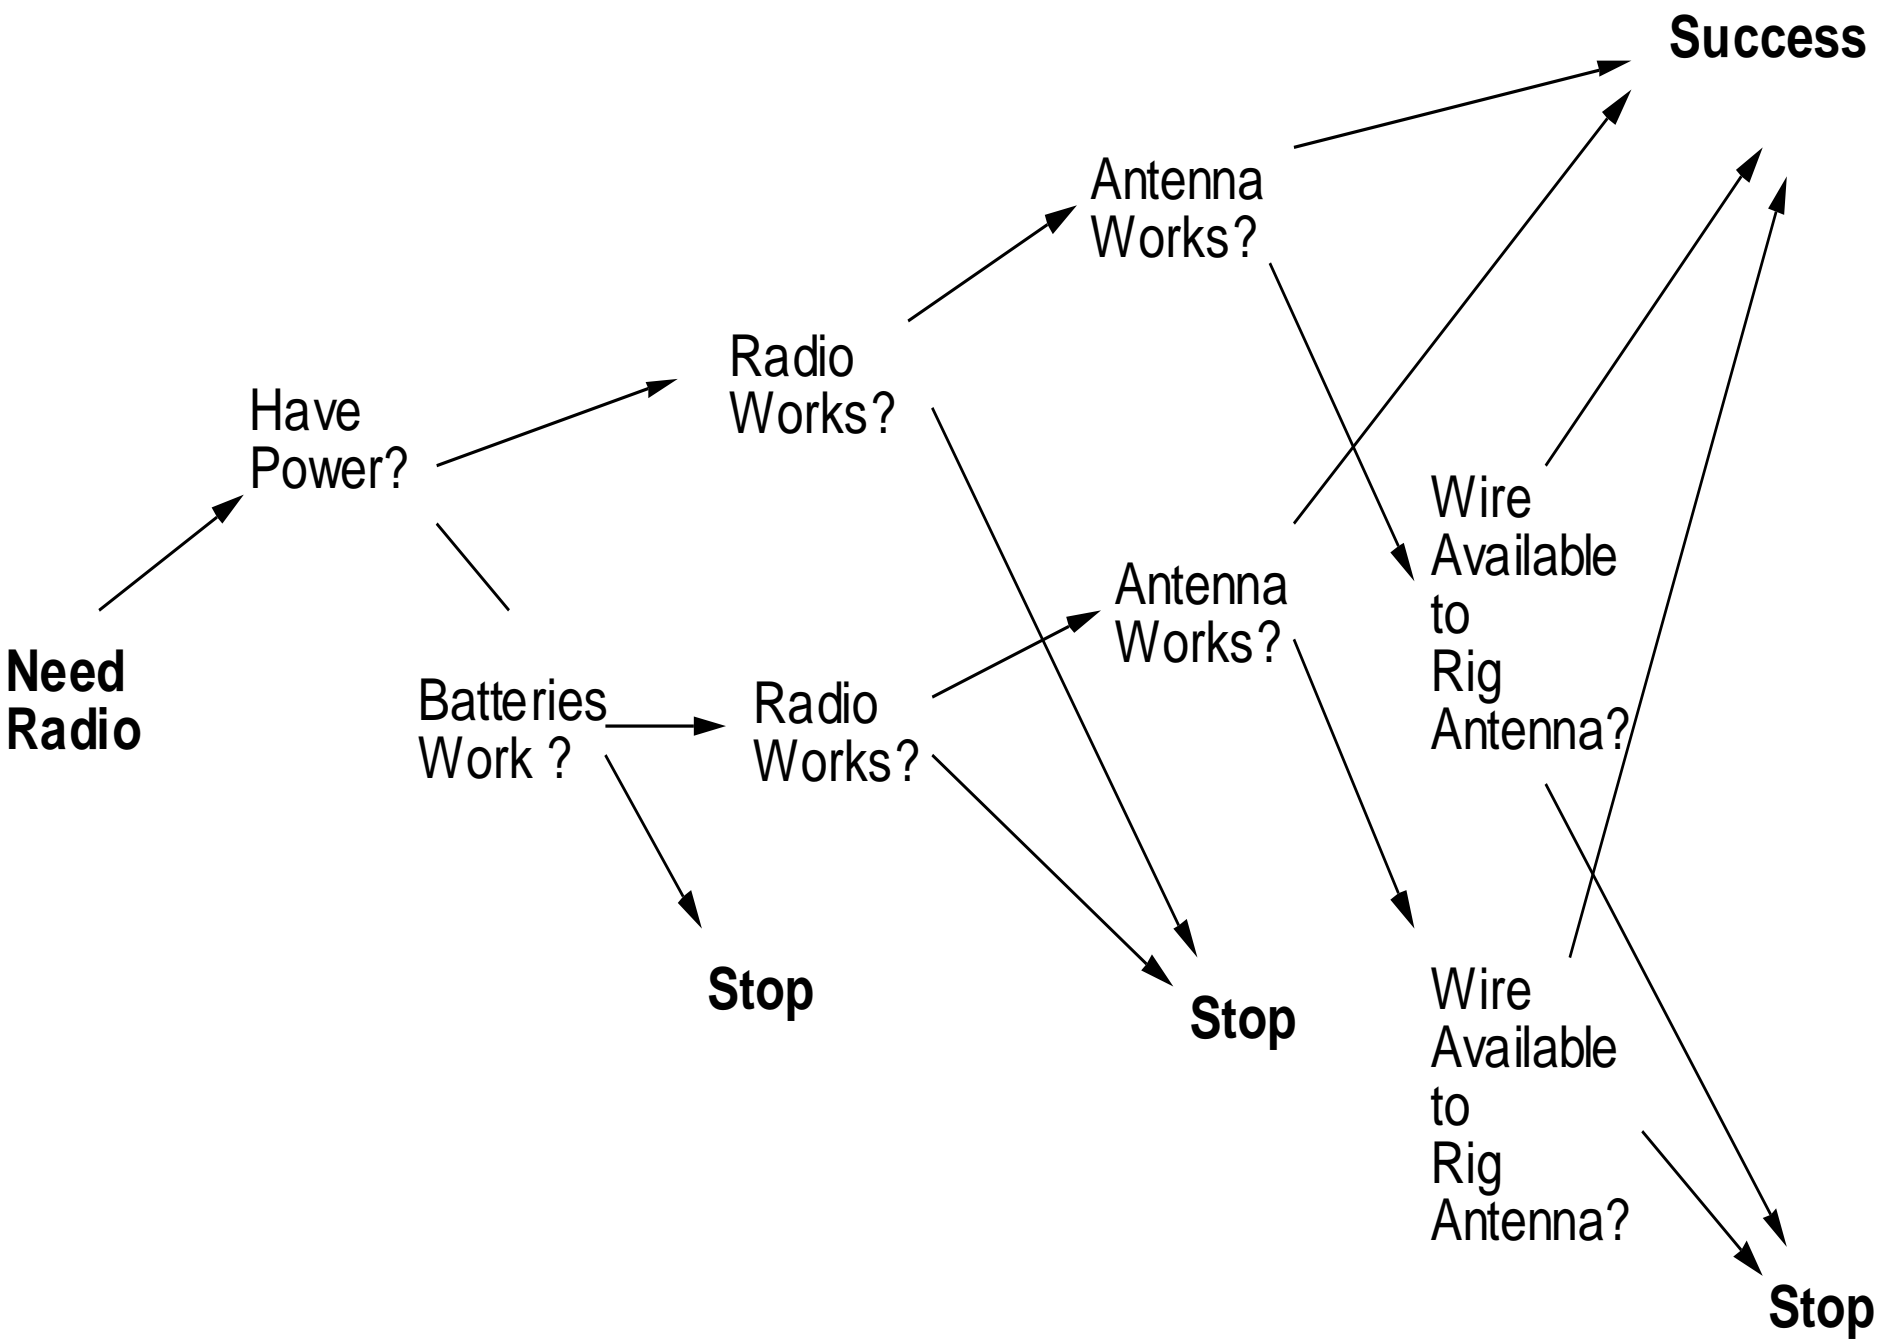 Success
Antenna
Works?
Radio
Works?
Have
Power?
Wire
Available
to
Rig
Antenna?
Antenna
Works?
Need
Radio
Batteries
Work ?
Radio
Works?
Stop
Stop
Wire
Available
to
Rig
Antenna?
Stop